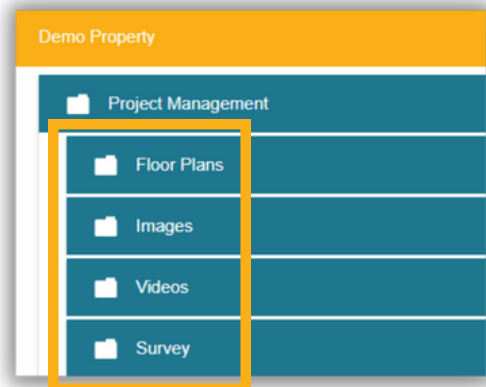 Demo Property
Project Management
Floor Plans
Images
Videos
Survey